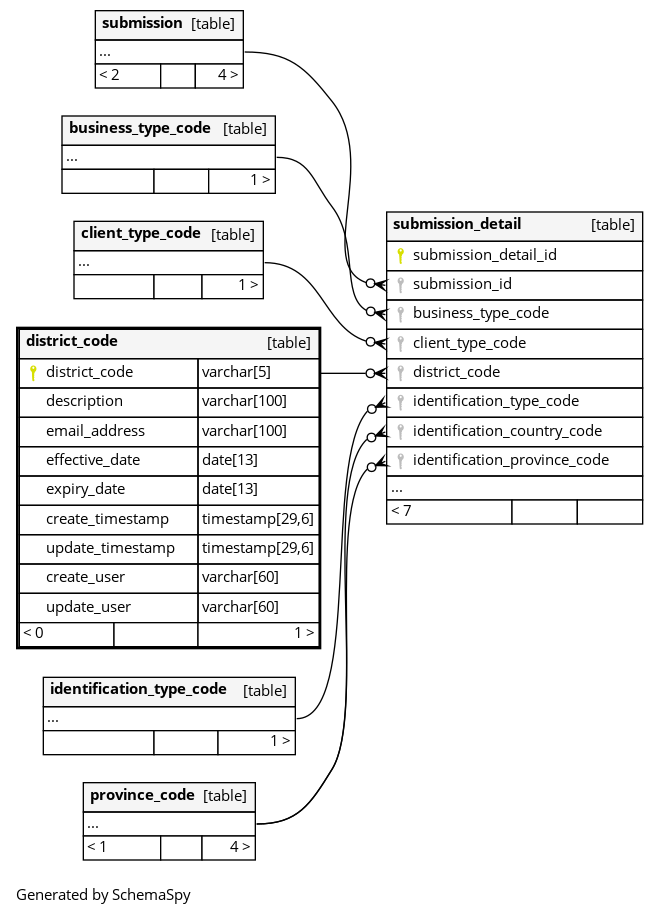 submission [table]
...
< 2 4 >
business_type_code [table]
...
1 >
client_type_code [table]
...
1 >
district_code [table]
district_code varchar[5]
description varchar[100]
email_address varchar[100]
effective_date date[13]
expiry_date date[13]
create_timestamp timestamp[29,6]
update_timestamp timestamp[29,6]
create_user varchar[60]
update_user varchar[60]
< 0 1 >
identification_type_code [table]
...
1 >
province_code [table]
...
< 1 4 >
submission_detail [table]
submission_detail_id
submission_id
business_type_code
client_type_code
district_code
identification_type_code
identification_country_code
identification_province_code
...
< 7
Generated by SchemaSpy